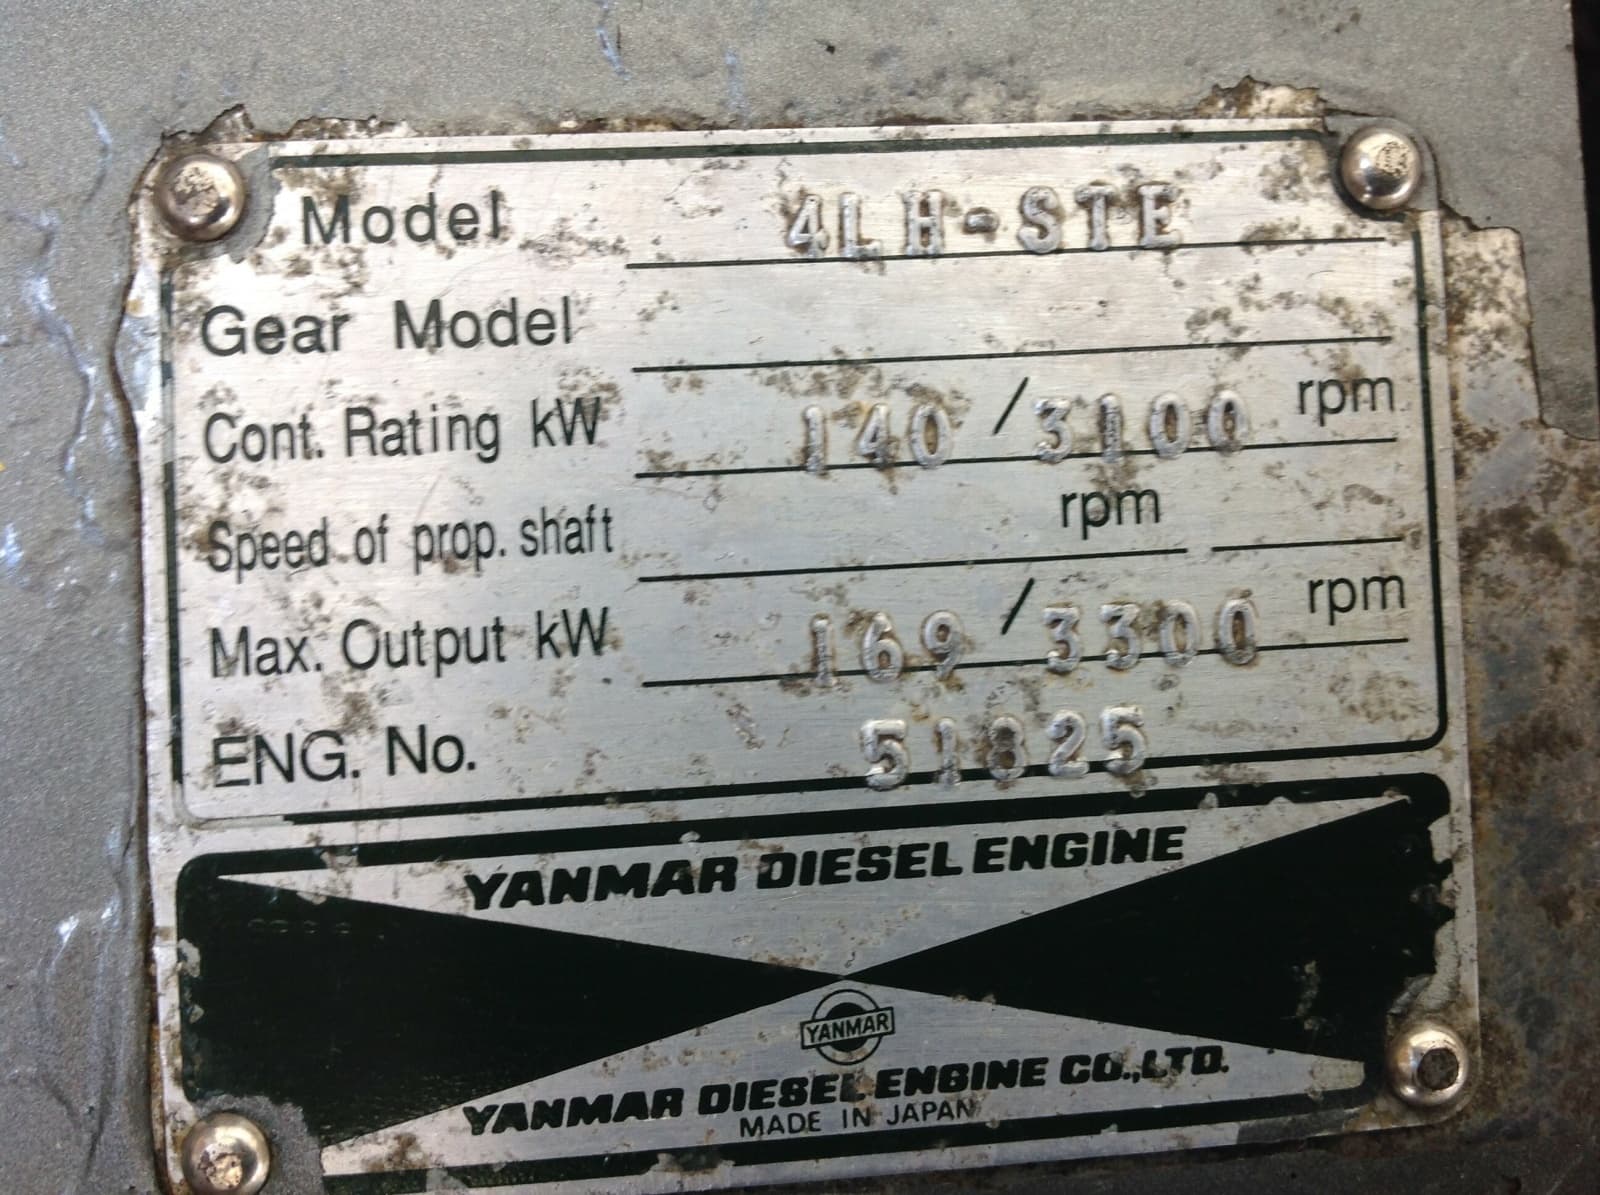 Model 4LH-STE
Gear Model
Cont. Rating kW 140 / 3100 rpm
Speed of prop. shaft rpm
Max. Output kW 169 / 3300 rpm
ENG. No. 51825
YANMAR DIESEL ENGINE
YANMAR
YANMAR DIESEL ENGINE CO.,LTD.
MADE IN JAPAN